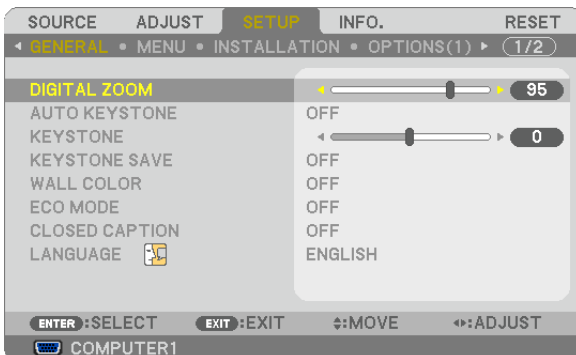 SOURCE ADJUST SETUP INFO. RESET
GENERAL • MENU • INSTALLATION • OPTIONS(1) 1/2
DIGITAL ZOOM 95
AUTO KEYSTONE OFF
KEYSTONE 0
KEYSTONE SAVE OFF
WALL COLOR OFF
ECO MODE OFF
CLOSED CAPTION OFF
LANGUAGE ENGLISH
ENTER :SELECT EXIT :EXIT :MOVE :ADJUST
COMPUTER1